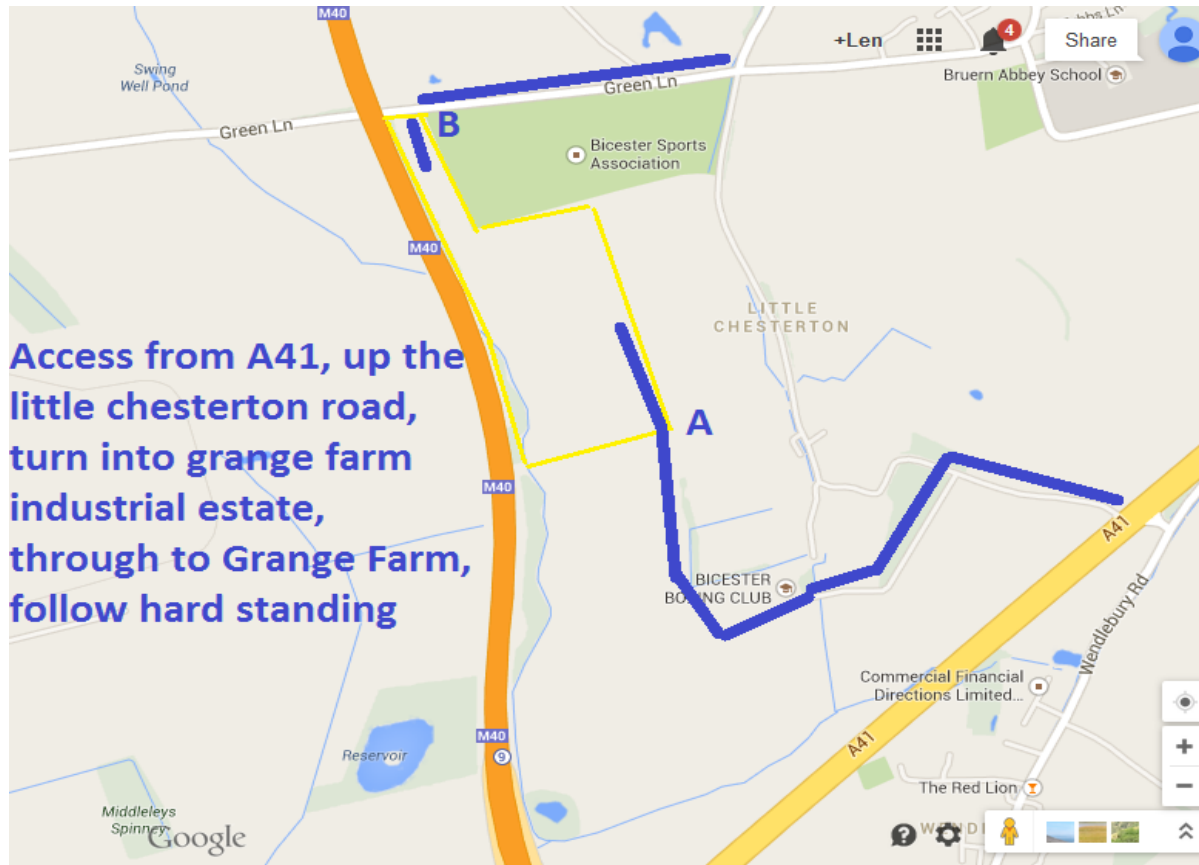 M40
+Len
4
Share
bbs Ln
Swing
Well Pond
Bruern Abbey School
Green Ln
Green Ln
B
Bicester Sports
Association
M40
LITTLE
CHESTERTON
Access from A41, up the
little chesterton road,
turn into grange farm
industrial estate,
through to Grange Farm,
follow hard standing
A
M40
A41
BICESTER
BOXING CLUB
Wendlebury Rd
Commercial Financial
Directions Limited...
M40
9
A41
Reservoir
The Red Lion
Middleleys
Spinney
Google
WEND